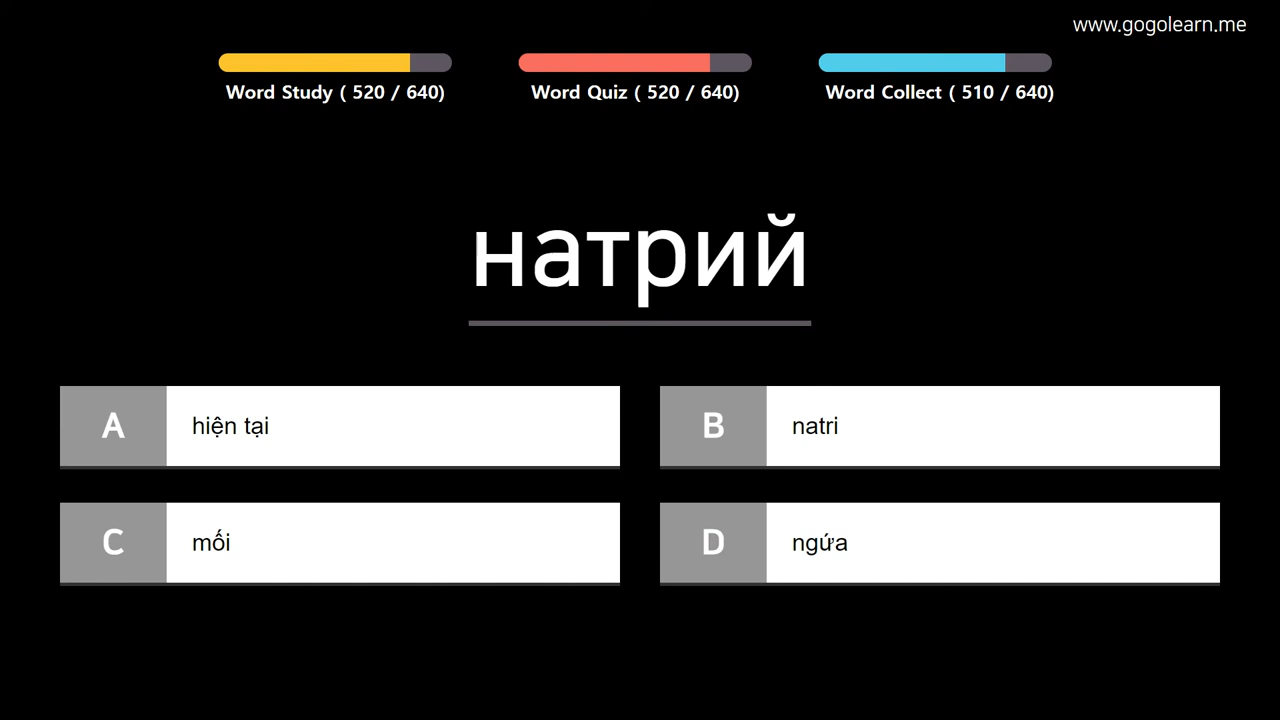 www.gogolearn.me
Word Study ( 520 / 640)
Word Quiz ( 520 / 640)
Word Collect ( 510 / 640)
натрий
A hiện tại
B natri
C mối
D ngứa